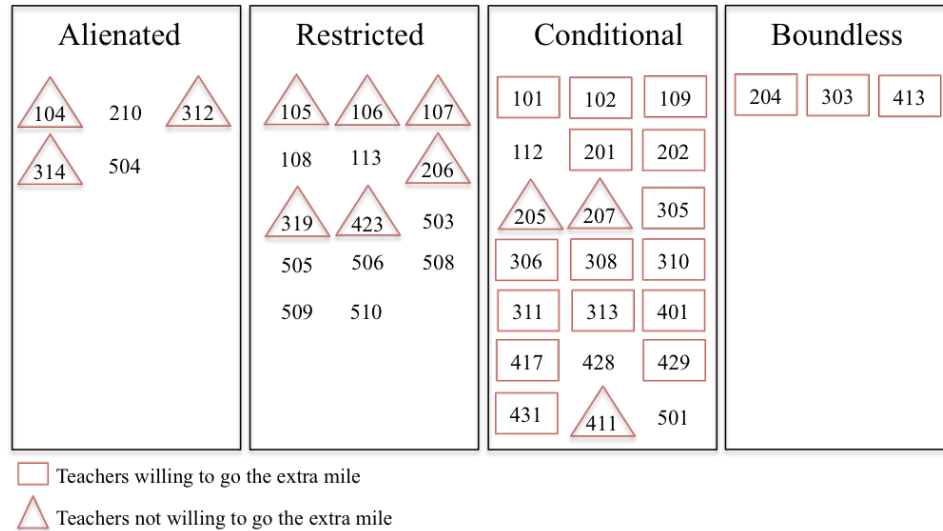 Alienated
104 210 312
314 504
Restricted
105 106 107
108 113 206
319 423 503
505 506 508
509 510
Conditional
101 102 109
112 201 202
205 207 305
306 308 310
311 313 401
417 428 429
431 411 501
Boundless
204 303 413
Teachers willing to go the extra mile
Teachers not willing to go the extra mile